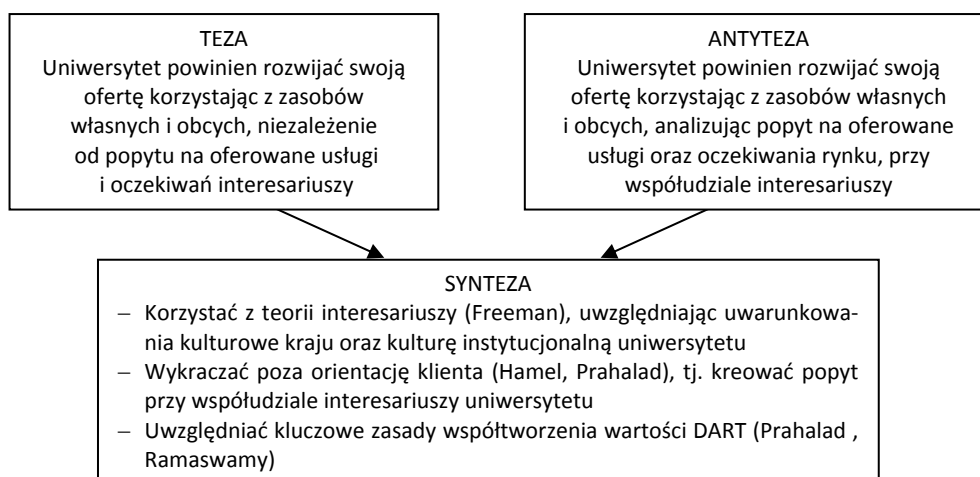 TEZA
Uniwersytet powinien rozwijać swoją
ofertę korzystając z zasobów
własnych i obcych, niezależenie
od popytu na oferowane usługi
i oczekiwań interesariuszy
ANTYTEZA
Uniwersytet powinien rozwijać swoją
ofertę korzystając z zasobów własnych
i obcych, analizując popyt na oferowane
usługi oraz oczekiwania rynku, przy
współudziale interesariuszy
SYNTEZA
– Korzystać z teorii interesariuszy (Freeman), uwzględniając uwarunkowa-
nia kulturowe kraju oraz kulturę instytucjonalną uniwersytetu
– Wykraczać poza orientację klienta (Hamel, Prahalad), tj. kreować popyt
przy współudziale interesariuszy uniwersytetu
– Uwzględniać kluczowe zasady współtworzenia wartości DART (Prahalad ,
Ramaswamy)